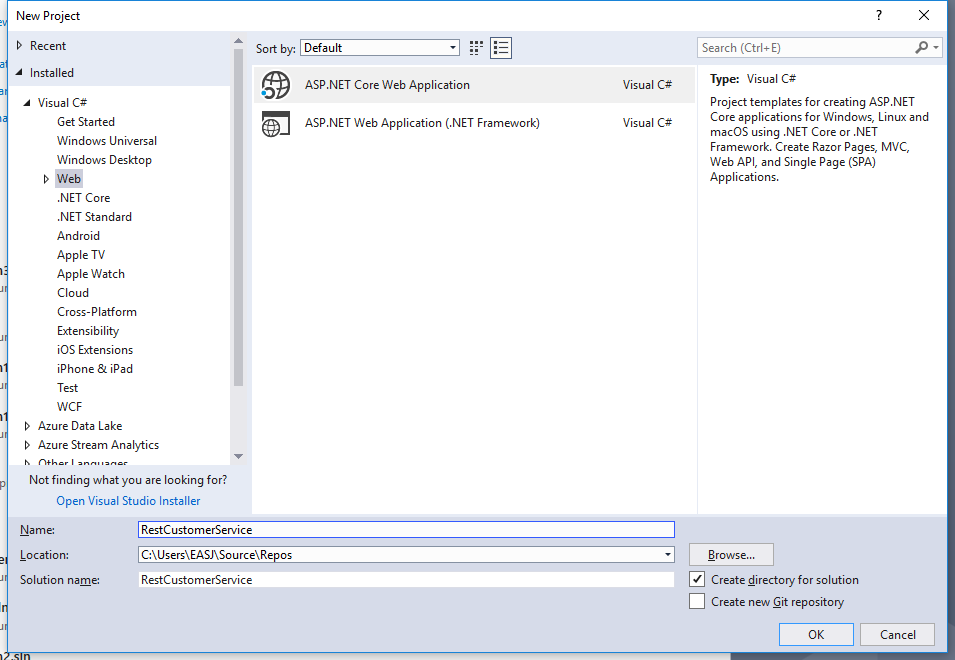 New Project
?
Recent
Installed
Visual C#
Get Started
Windows Universal
Windows Desktop
Web
.NET Core
.NET Standard
Android
Apple TV
Apple Watch
Cloud
Cross-Platform
Extensibility
iOS Extensions
iPhone & iPad
Test
WCF
Azure Data Lake
Azure Stream Analytics
Other Languages
Not finding what you are looking for?
Open Visual Studio Installer
Sort by: Default
ASP.NET Core Web Application Visual C#
ASP.NET Web Application (.NET Framework) Visual C#
Search (Ctrl+E)
Type: Visual C#
Project templates for creating ASP.NET
Core applications for Windows, Linux and
macOS using .NET Core or .NET
Framework. Create Razor Pages, MVC,
Web API, and Single Page (SPA)
Applications.
Name: RestCustomerService
Location: C:\Users\EASJ\Source\Repos
Browse...
Solution name: RestCustomerService
Create directory for solution
Create new Git repository
OK Cancel